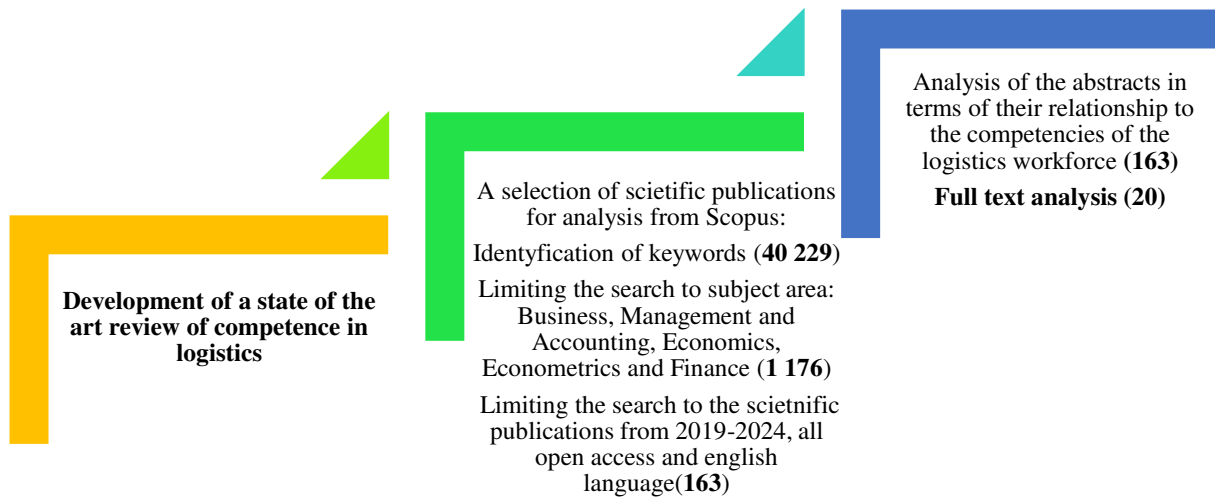 Development of a state of the
art review of competence in
logistics
A selection of scietific publications
for analysis from Scopus:
Identyfication of keywords (40 229)
Limiting the search to subject area:
Business, Management and
Accounting, Economics,
Econometrics and Finance (1 176)
Limiting the search to the scietnific
publications from 2019-2024, all
open access and english
language(163)
Analysis of the abstracts in
terms of their relationship to
the competencies of the
logistics workforce (163)
Full text analysis (20)